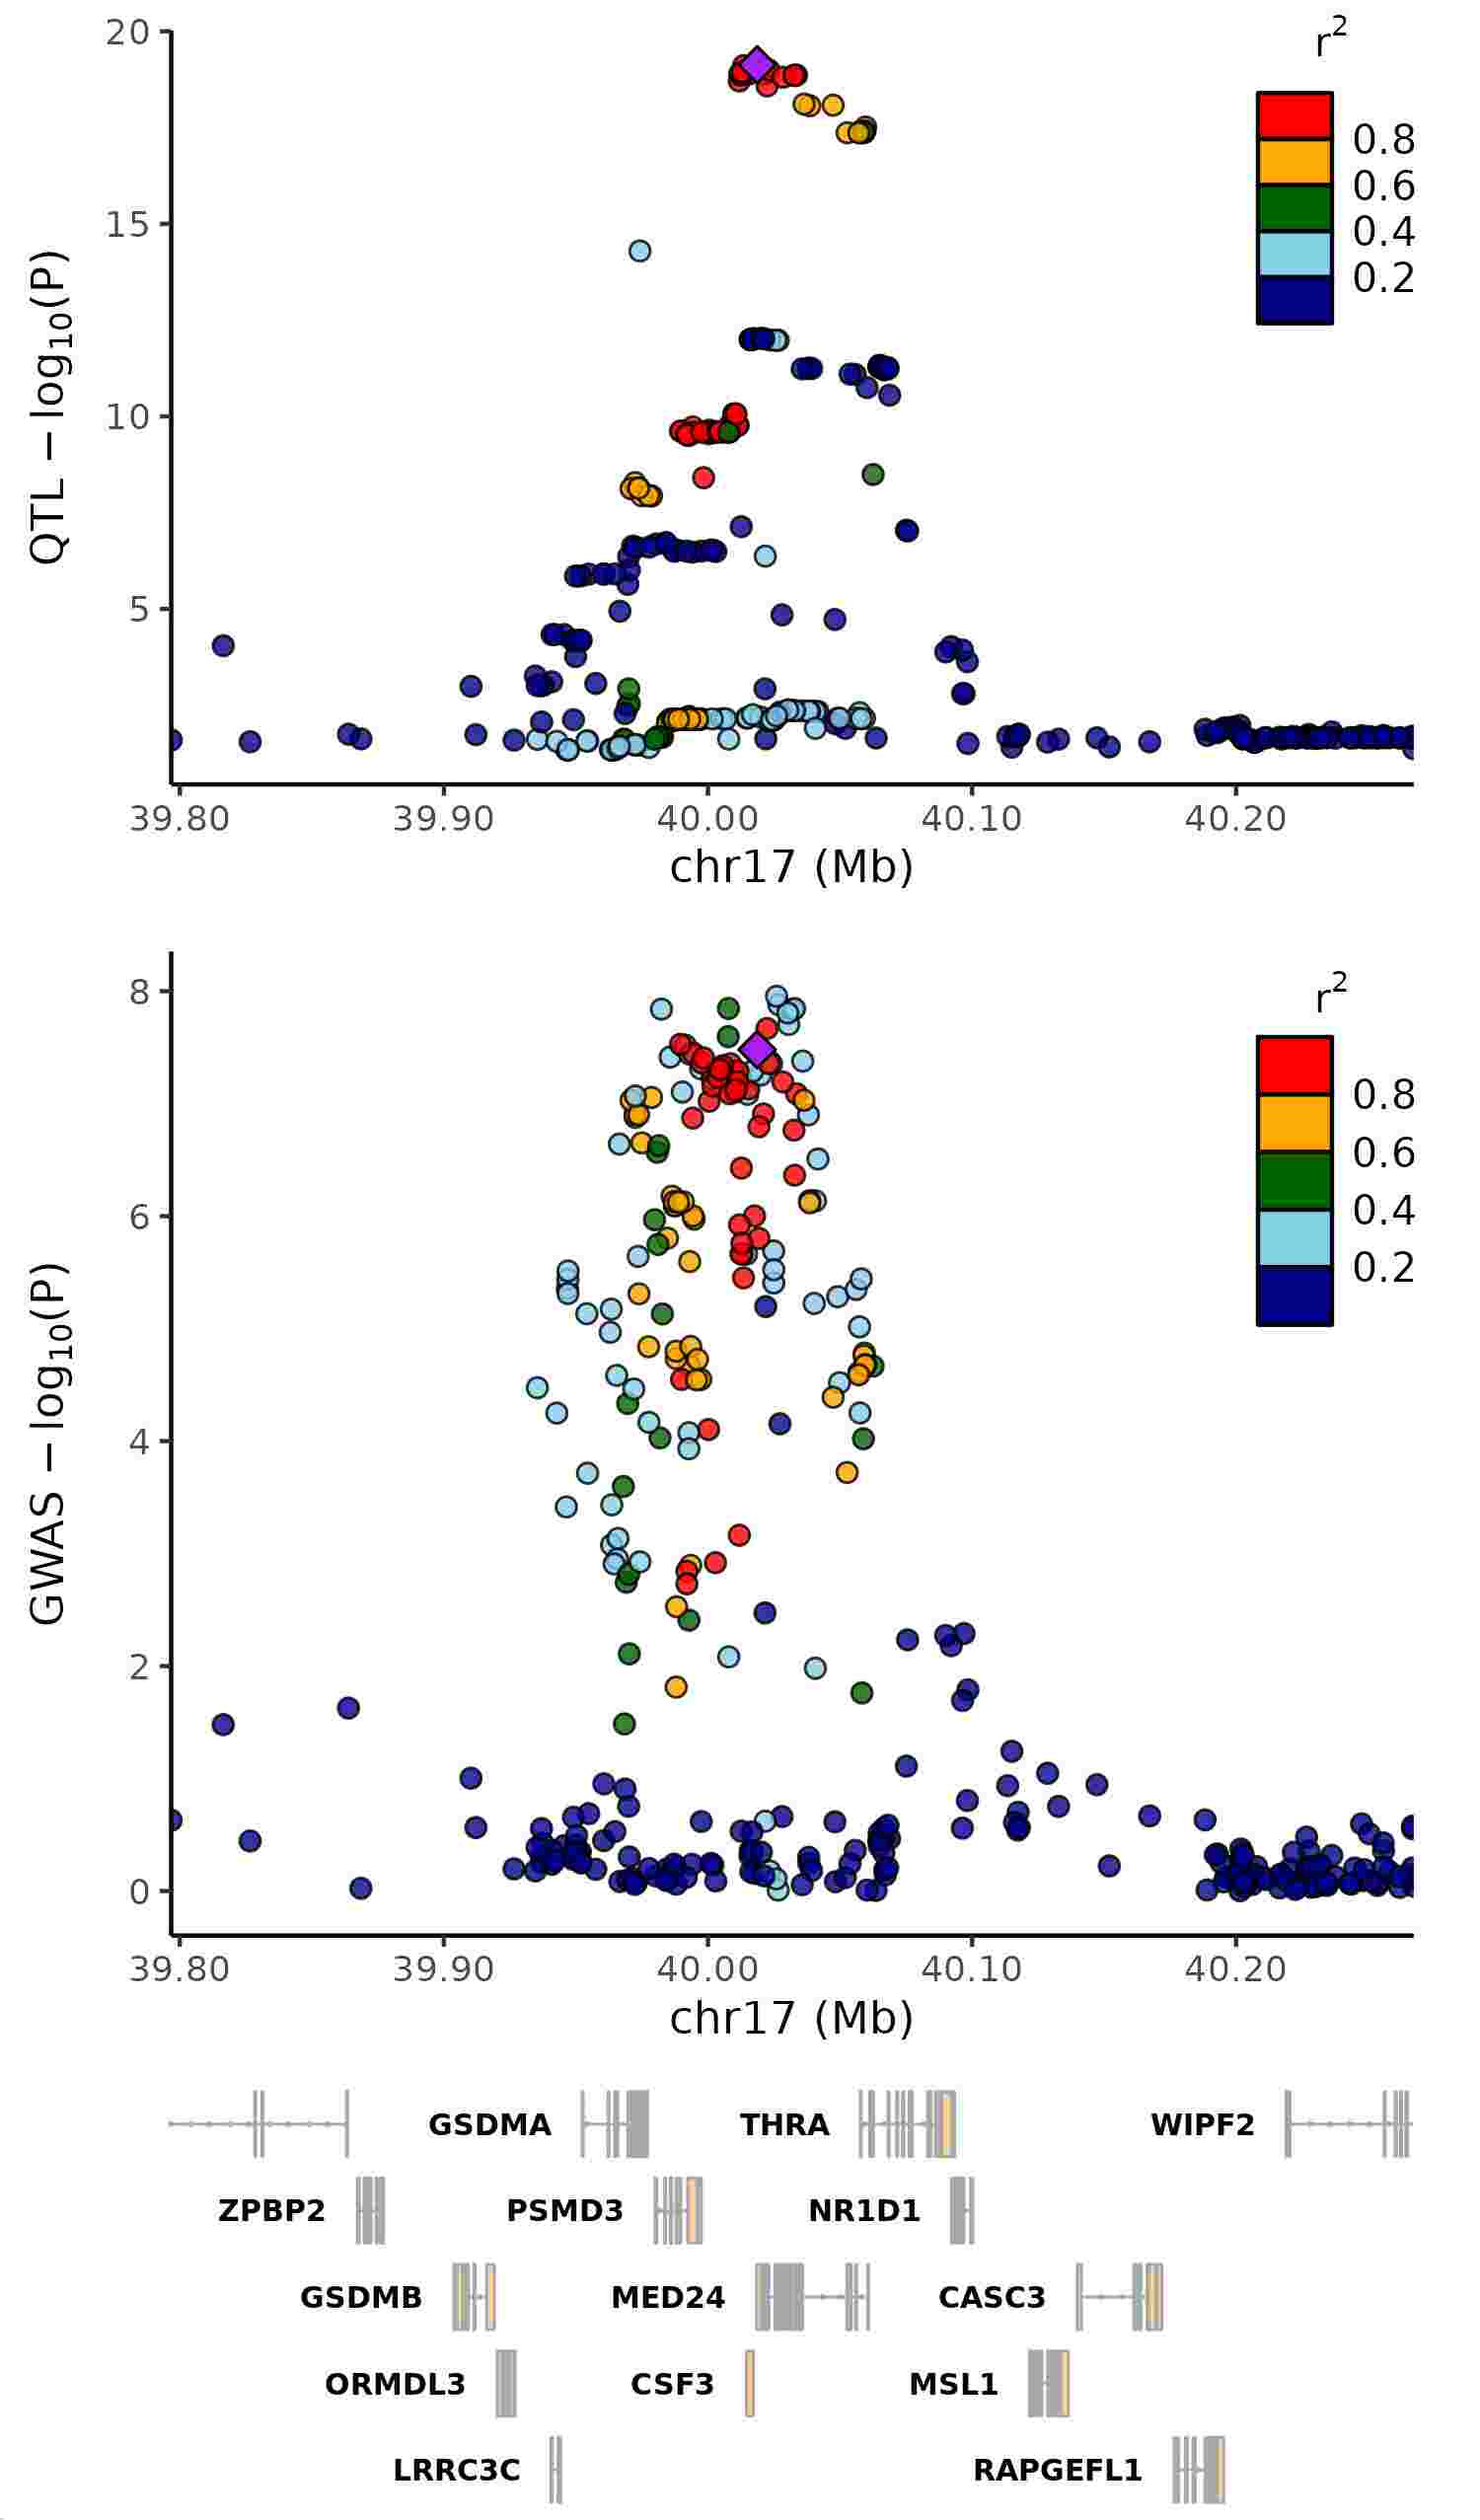 20
15
10
5
QTL − log10(P)
r2
0.8
0.6
0.4
0.2
39.80 39.90 40.00 40.10 40.20
chr17 (Mb)
8
6
4
2
0
GWAS − log10(P)
r2
0.8
0.6
0.4
0.2
39.80 39.90 40.00 40.10 40.20
chr17 (Mb)
GSDMA THRA WIPF2
ZPBP2 PSMD3 NR1D1
GSDMB MED24 CASC3
ORMDL3 CSF3 MSL1
LRRC3C RAPGEFL1